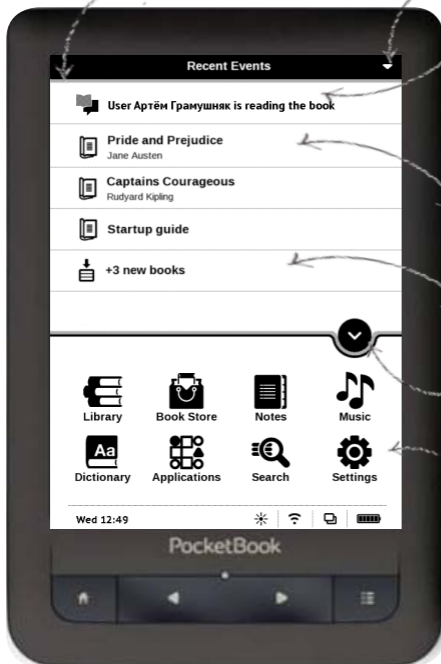 Recent Events
User Артём Грамушняк is reading the book
Pride and Prejudice
Jane Austen
Captains Courageous
Rudyard Kipling
Startup guide
+3 new books
Library Book Store Notes Music
Aa
Dictionary Applications Search Settings
Wed 12:49
PocketBook